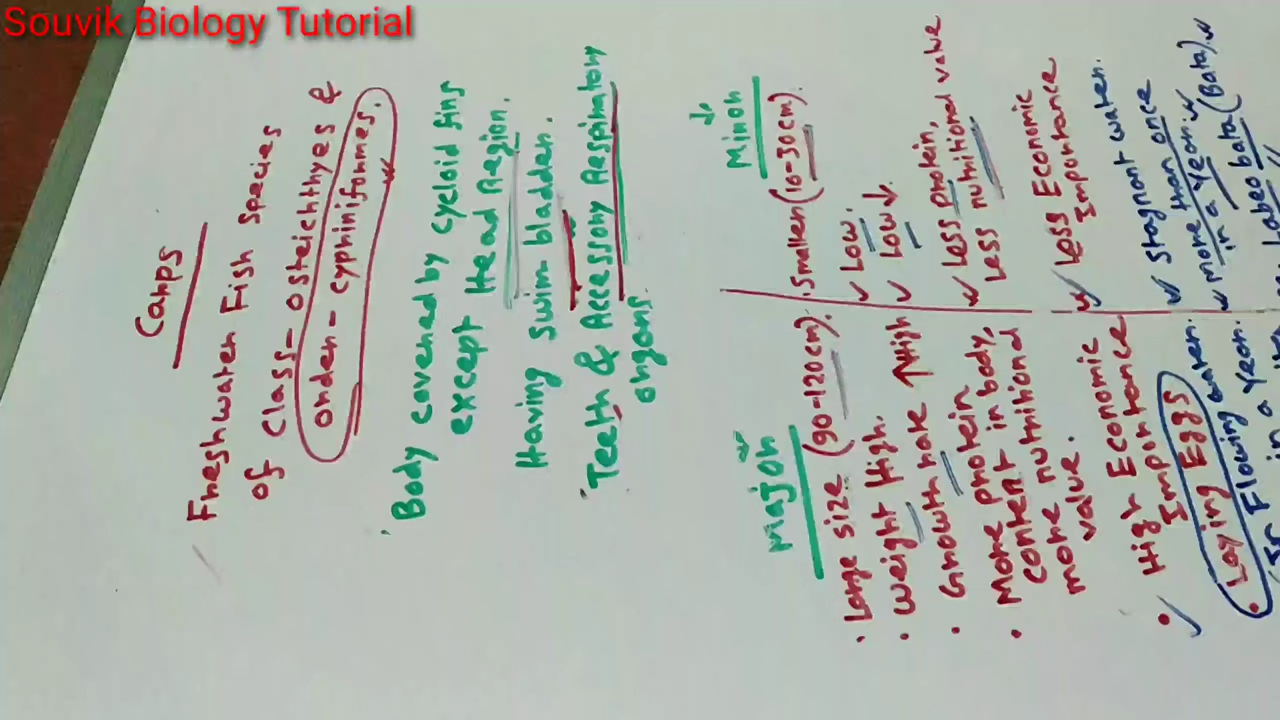 Souvik Biology Tutorial
Carps
Freshwater Fish species
of Class- Osteichthyes &
order - cypriniformes.
Body covered by cycloid fins
except Head Region.
Having swim bladder.
Teeth & Accessory Respiratory
organs.
Major
• Large size (90-120cm).
• Weight High.
• Growth rate ↑ High
• More protein
content in body,
more nutritional
value.
• High Economic
Importance
• Laying Eggs
in Flowing water.
in a year.
Minor
Smaller (10-30cm).
Low.
Low ↓
Less protein,
Less nutritional value
Less Economic
Importance
stagnant water.
more than once
in a year
Labeo bata (Bata)